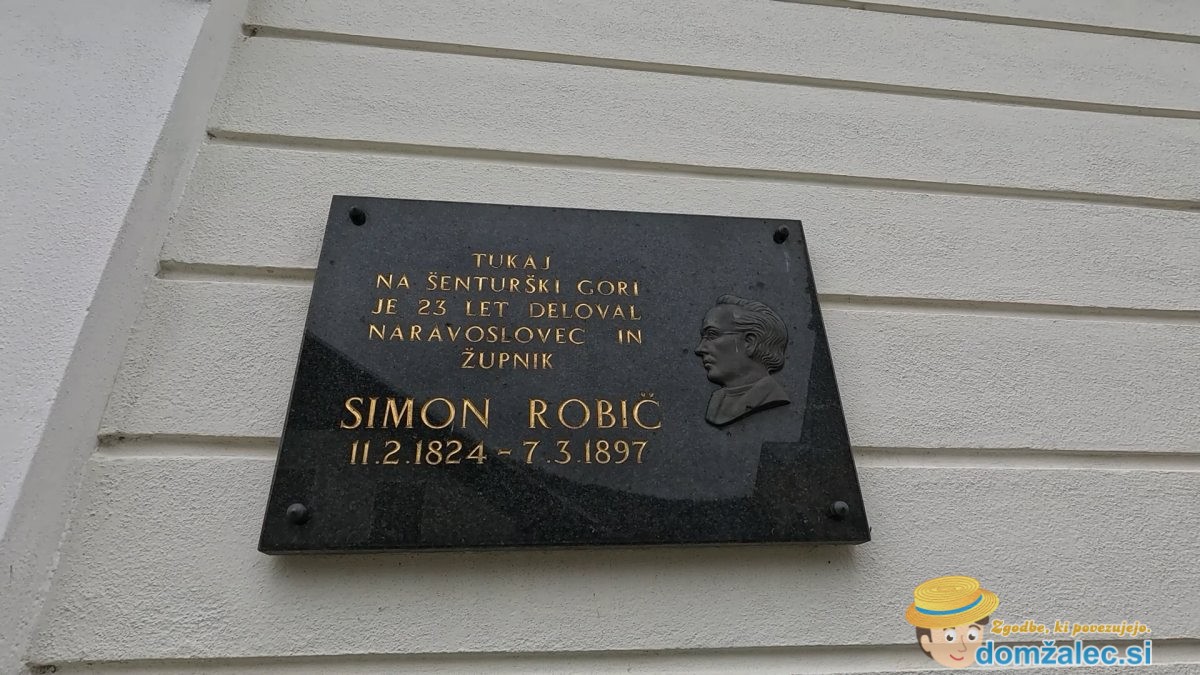 TUKAJ
NA ŠENTURŠKI GORI
JE 23 LET DELOVAL
NARAVOSLOVEC IN
ŽUPNIK
SIMON ROBIČ
11.2.1824 - 7.3.1897
Zgodbe, ki povezujejo.
domžalec.si